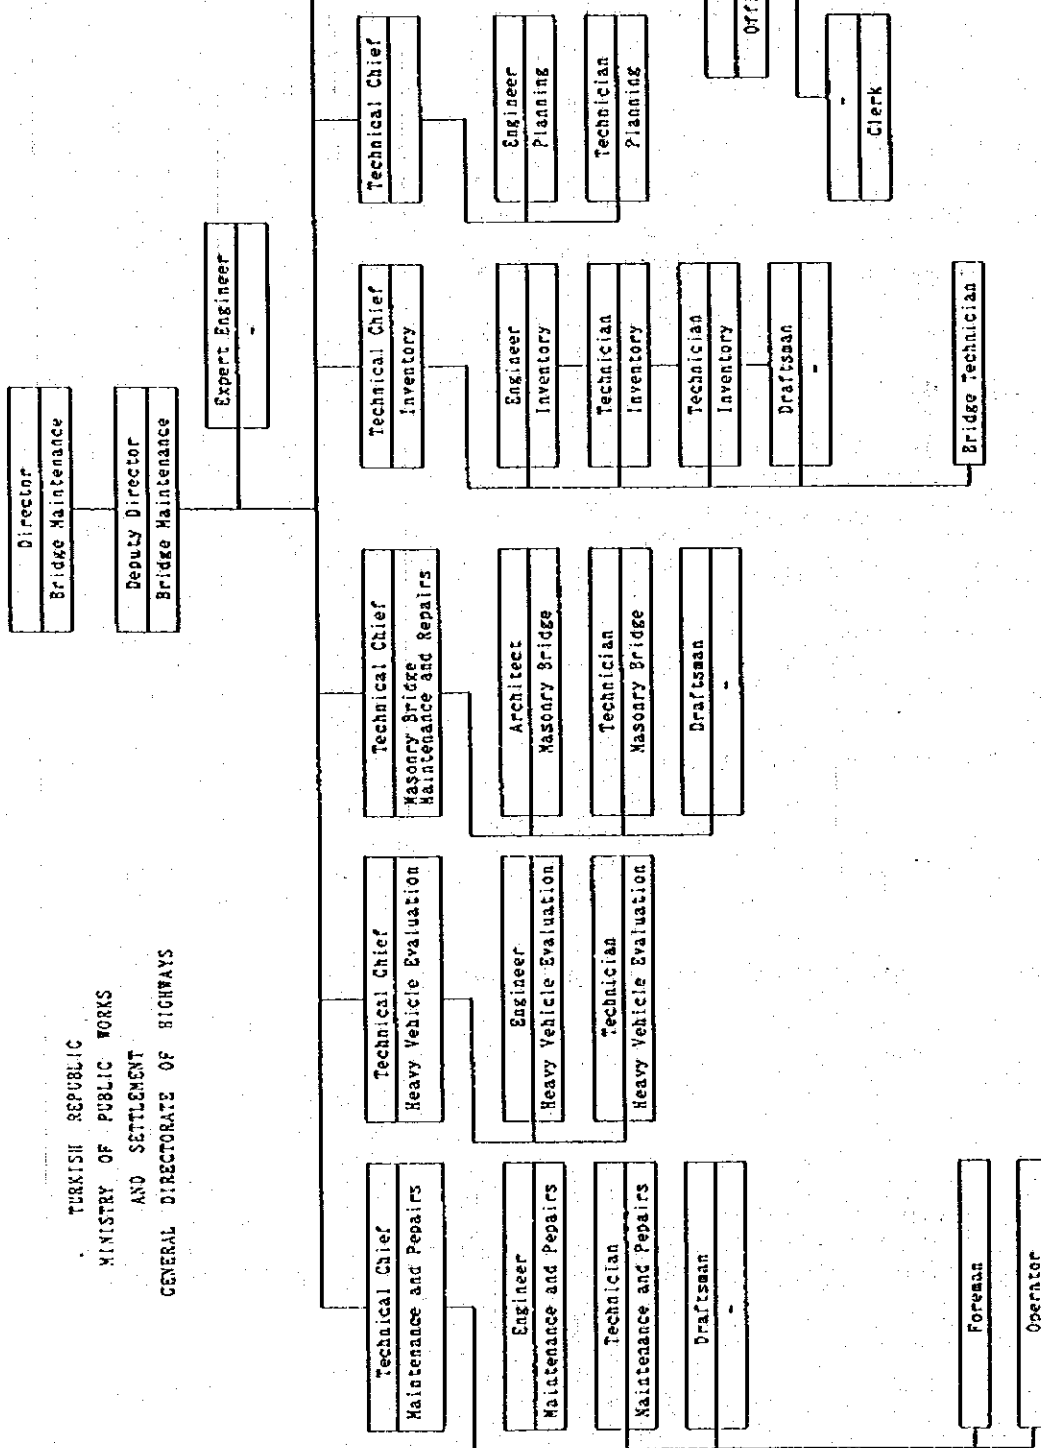 TURKISH REPUBLIC
MINISTRY OF PUBLIC WORKS
AND SETTLEMENT
GENERAL DIRECTORATE OF HIGHWAYS
Director
Bridge Maintenance
Deputy Director
Bridge Maintenance
Expert Engineer
-
Technical Chief
Maintenance and Pepairs
Technical Chief
Heavy Vehicle Evaluation
Technical Chief
Masonry Bridge
Maintenance and Repairs
Technical Chief
Inventory
Technical Chief
Engineer
Maintenance and Pepairs
Technician
Maintenance and Pepairs
Draftsman
-
Foreman
Operator
Engineer
Heavy Vehicle Evaluation
Technician
Heavy Vehicle Evaluation
Architect
Masonry Bridge
Technician
Masonry Bridge
Draftsman
-
Engineer
Inventory
Technician
Inventory
Technician
Inventory
Draftsman
-
Bridge Technician
Engineer
Planning
Technician
Planning
-
Clerk